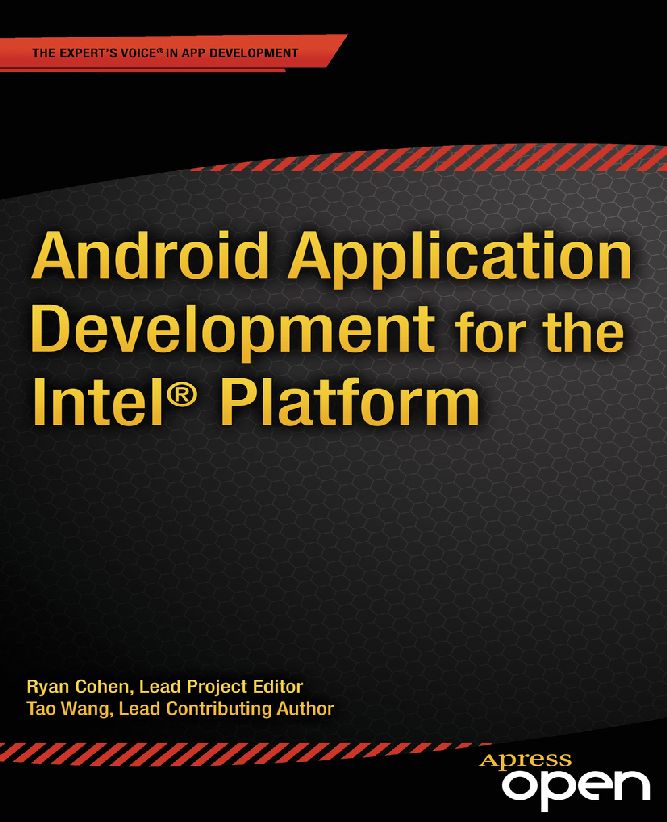 THE EXPERT'S VOICE® IN APP DEVELOPMENT
Android Application
Development for the
Intel® Platform
Ryan Cohen, Lead Project Editor
Tao Wang, Lead Contributing Author
Apress
open